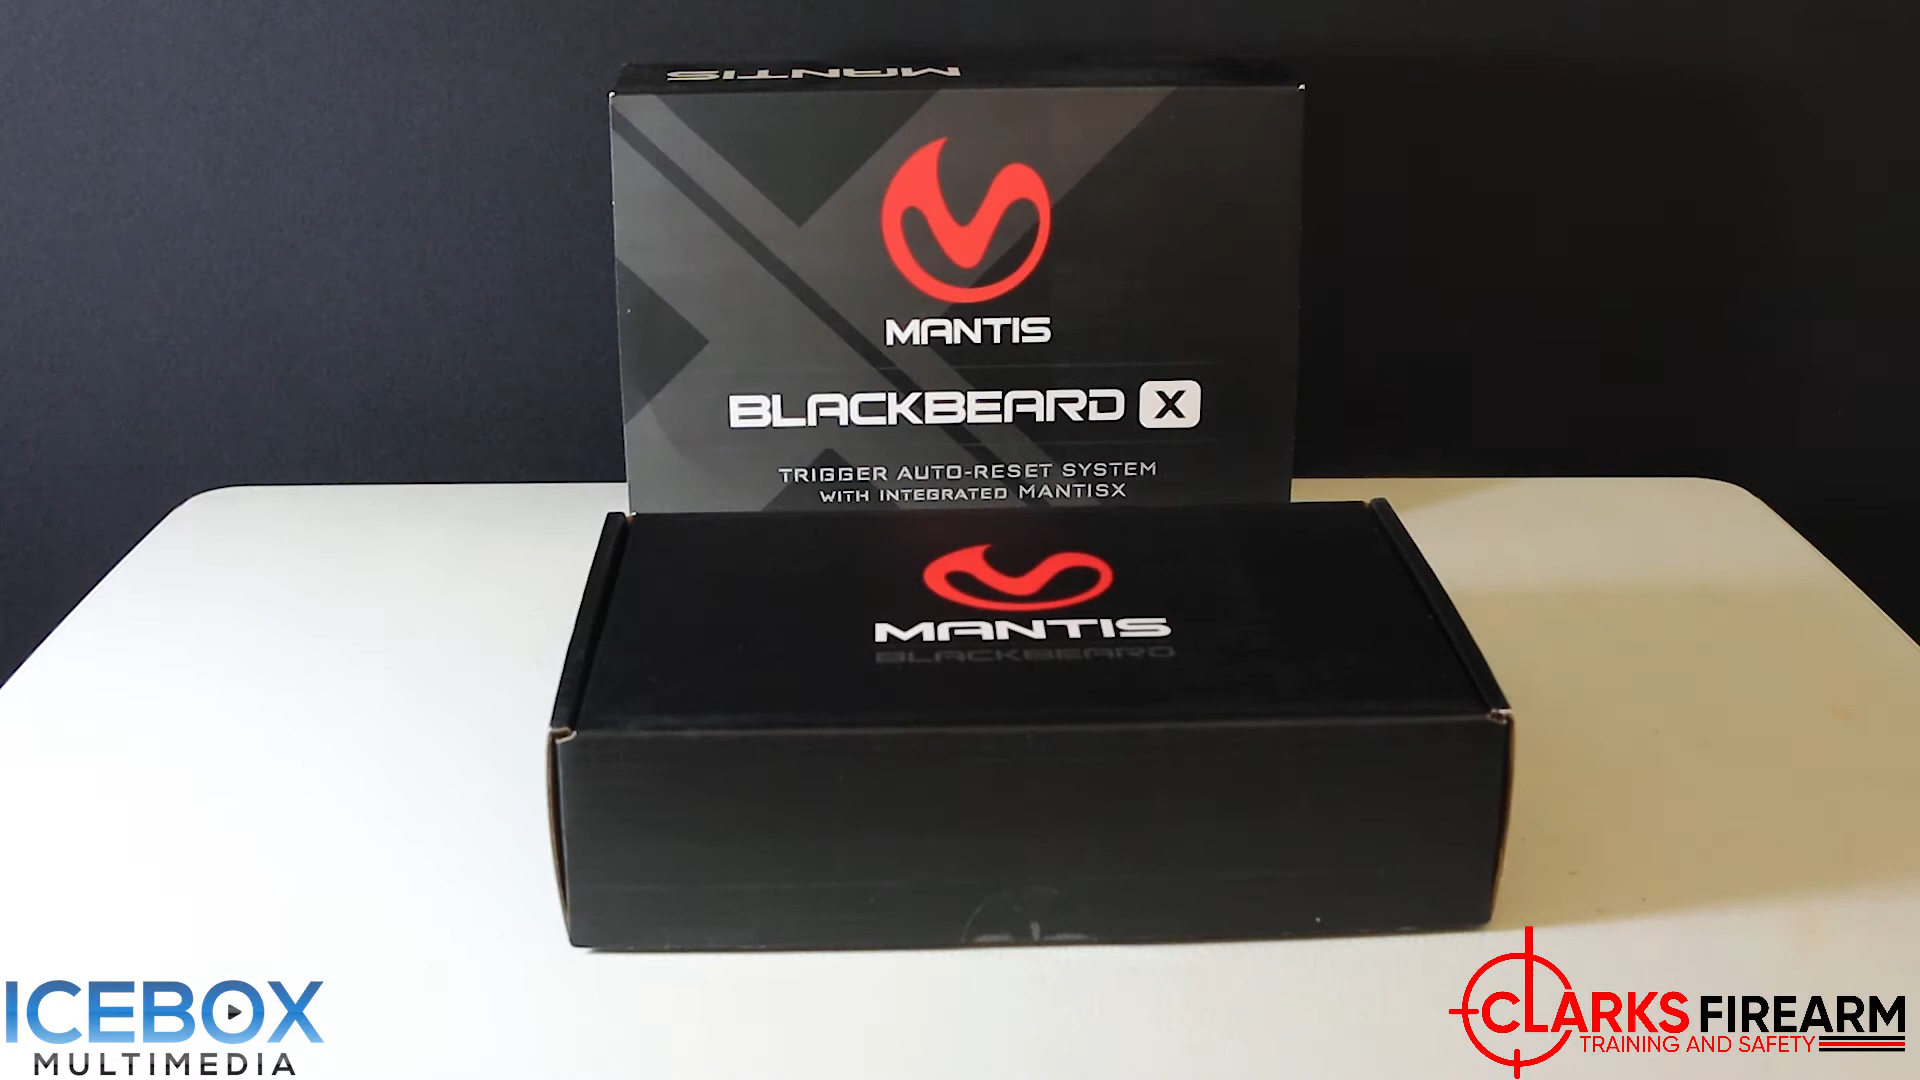 MANTIS
MANTIS
BLACKBEARD X
TRIGGER AUTO-RESET SYSTEM
WITH INTEGRATED MANTISX
MANTIS
BLACKBEARD
ICEBOX
MULTIMEDIA
CLARKS FIREARM
TRAINING AND SAFETY